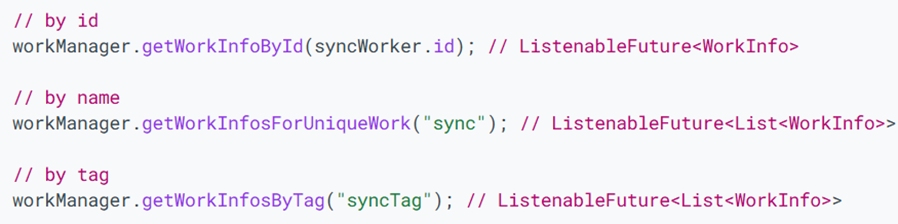 // by id
workManager.getWorkInfoById(syncWorker.id); // ListenableFuture<WorkInfo>
// by name
workManager.getWorkInfosForUniqueWork("sync"); // ListenableFuture<List<WorkInfo>>
// by tag
workManager.getWorkInfosByTag("syncTag"); // ListenableFuture<List<WorkInfo>>